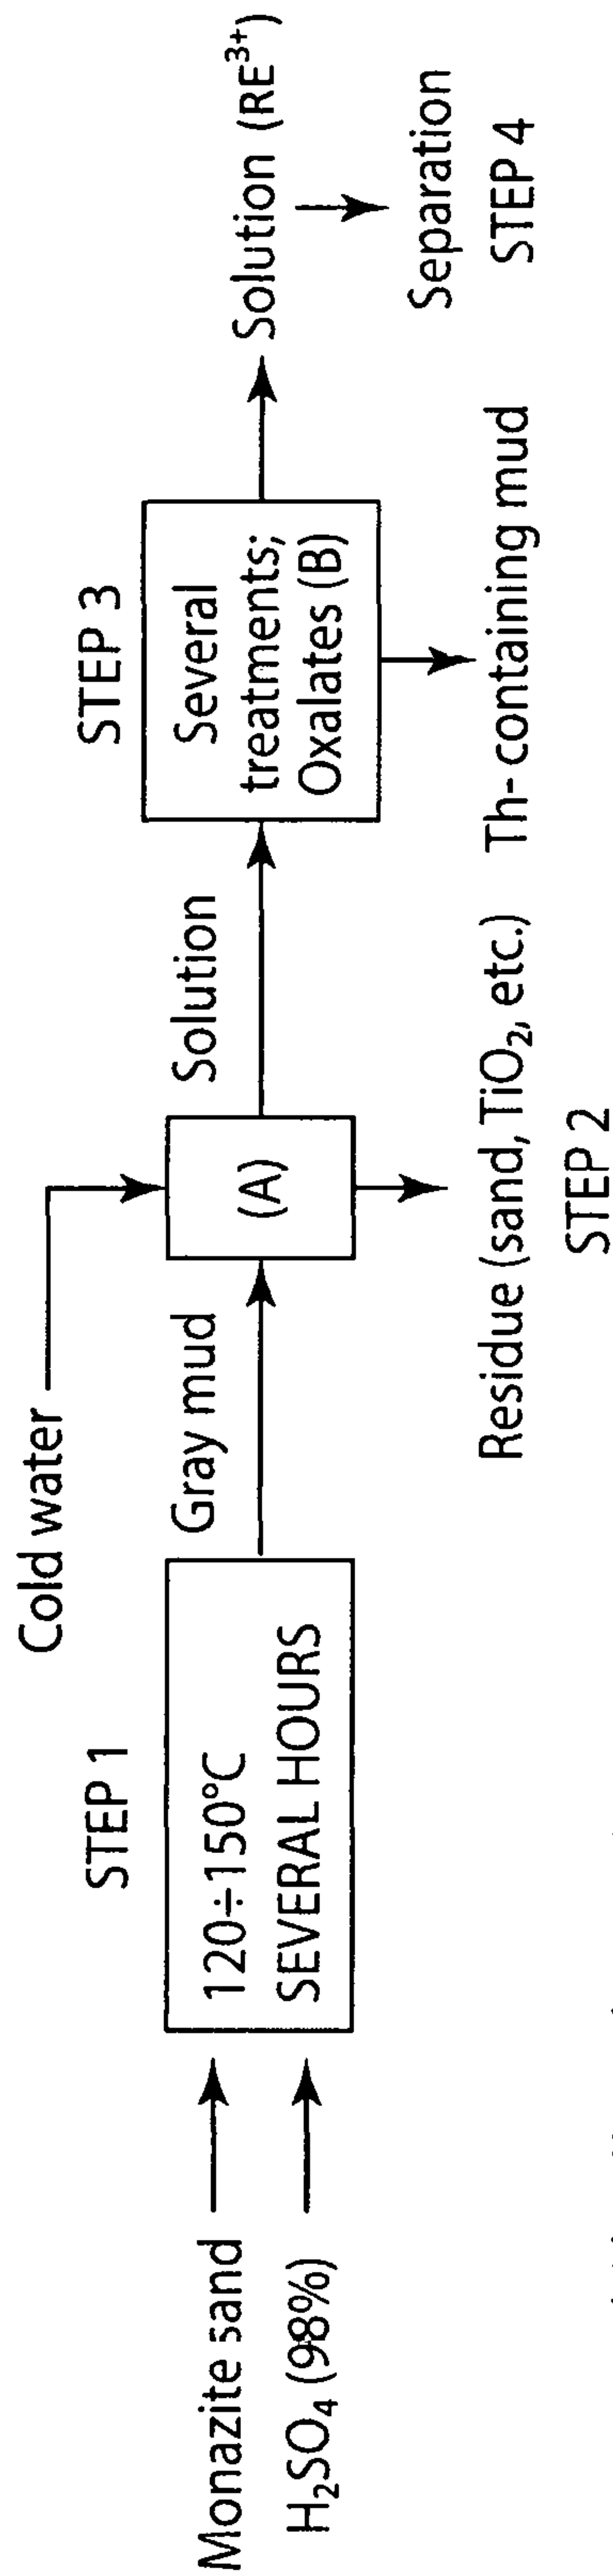 Monazite sand
H₂SO₄ (98%)
STEP 1
120÷150°C
SEVERAL HOURS
Gray mud
Cold water
(A)
Residue (sand, TiO₂, etc.)
STEP 2
Solution
STEP 3
Several
treatments;
Oxalates (B)
Th- containing mud
Solution (RE³⁺)
Separation
STEP 4